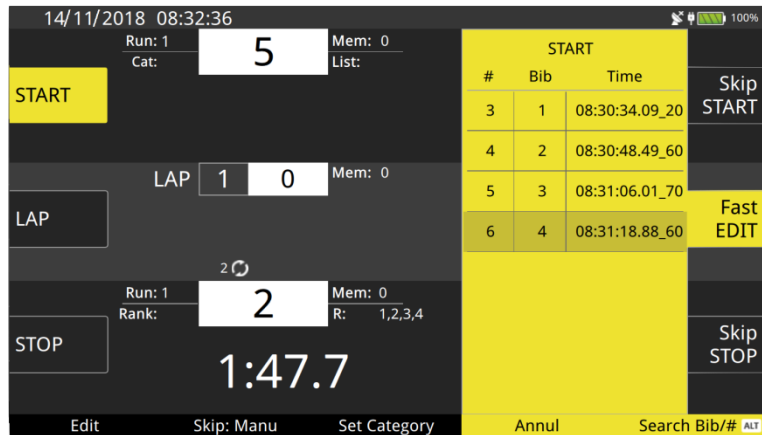 14/11/2018 08:32:36 100%
START
Run: 1
Cat:
5
Mem: 0
List:
START
# Bib Time
3 1 08:30:34.09_20
4 2 08:30:48.49_60
5 3 08:31:06.01_70
6 4 08:31:18.88_60
Skip
START
LAP
LAP 1 0
Mem: 0
2
Fast
EDIT
STOP
Run: 1
Rank:
2
Mem: 0
R: 1,2,3,4
1:47.7
Skip
STOP
Edit Skip: Manu Set Category Annul Search Bib/# ALT